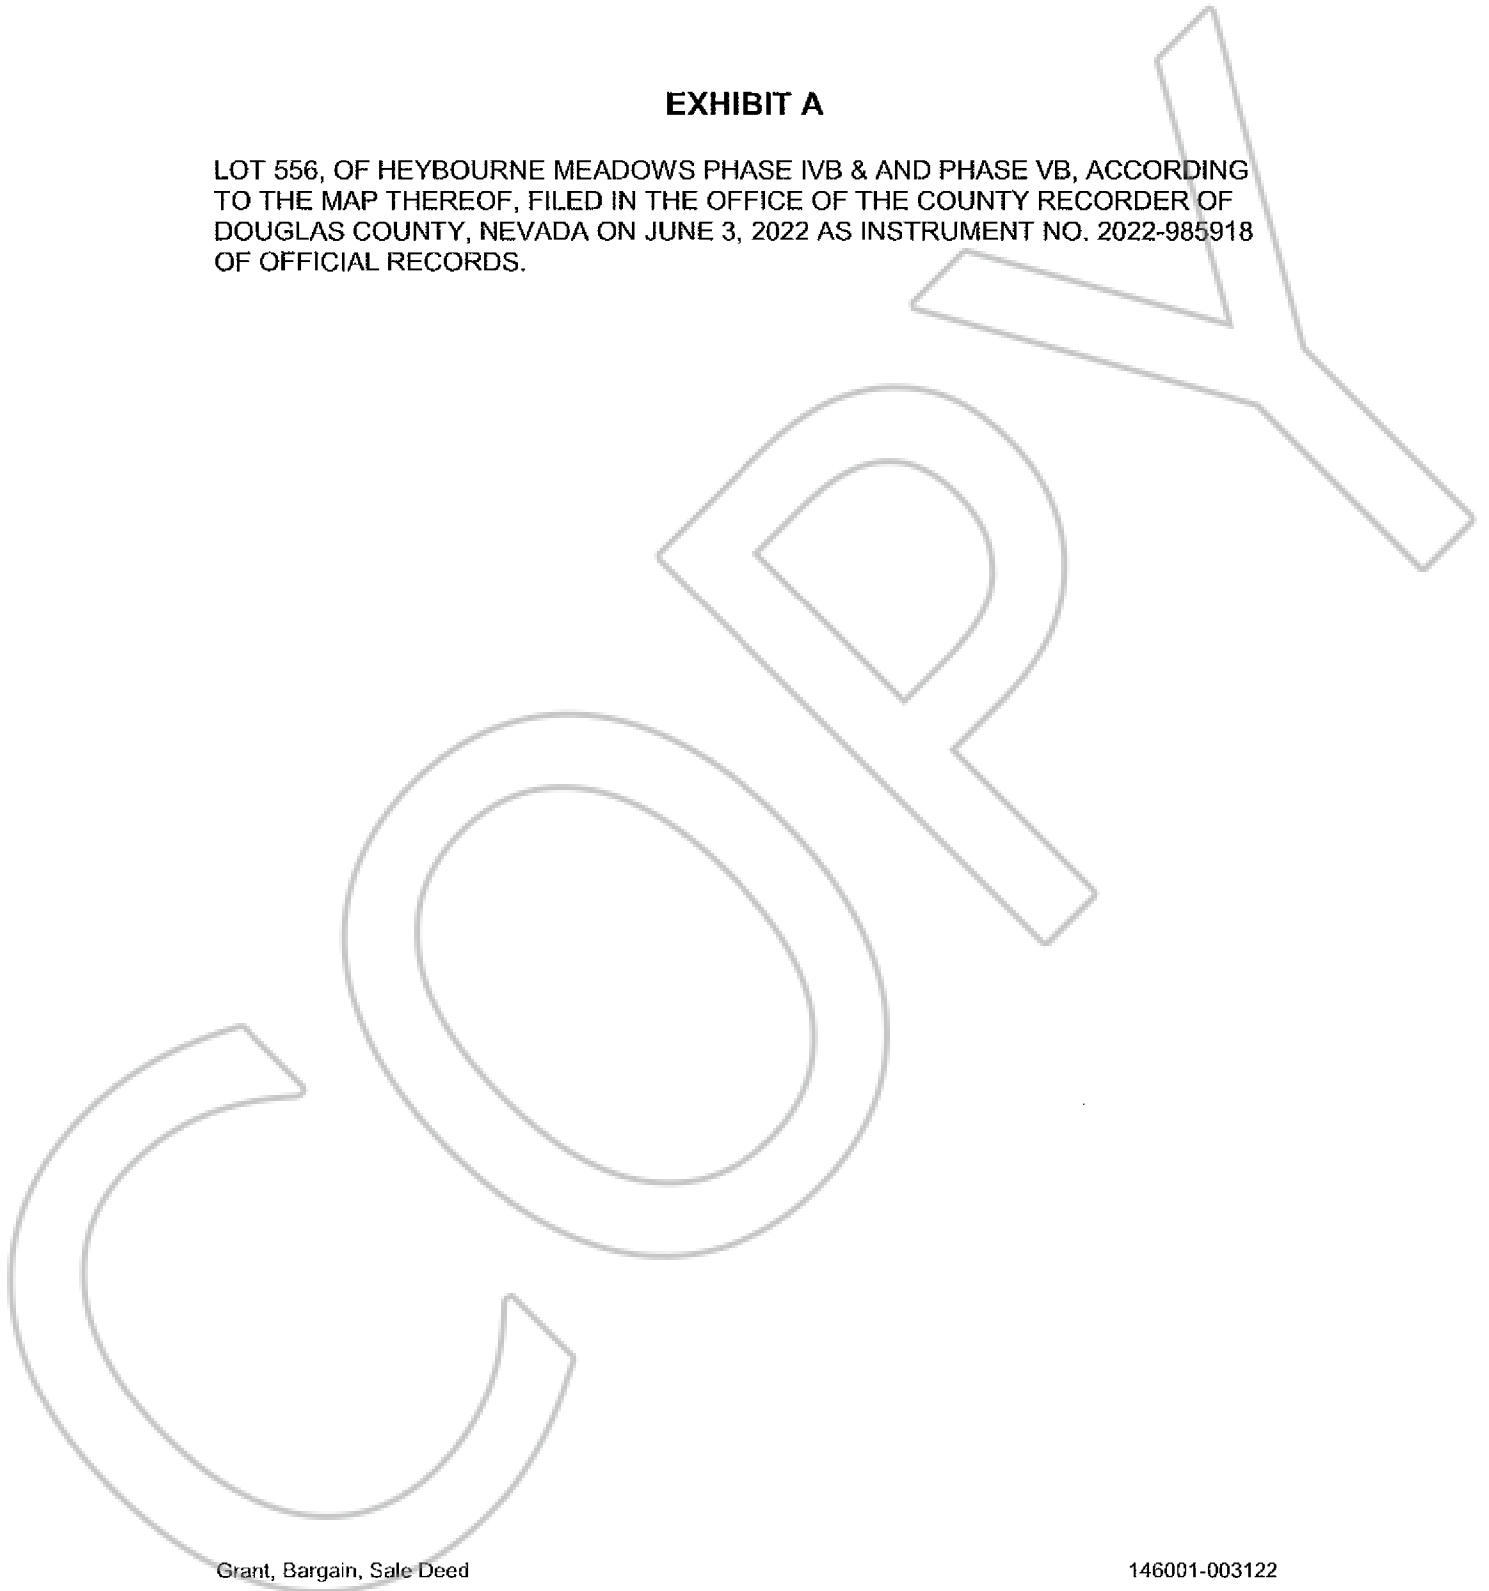 EXHIBIT A
LOT 556, OF HEYBOURNE MEADOWS PHASE IVB & AND PHASE VB, ACCORDING
TO THE MAP THEREOF, FILED IN THE OFFICE OF THE COUNTY RECORDER OF
DOUGLAS COUNTY, NEVADA ON JUNE 3, 2022 AS INSTRUMENT NO. 2022-985918
OF OFFICIAL RECORDS.
COPY
Grant, Bargain, Sale Deed 146001-003122